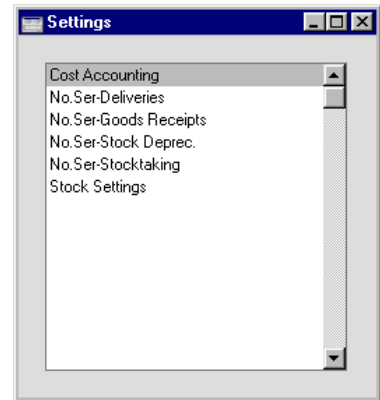 Settings
Cost Accounting
No.Ser-Deliveries
No.Ser-Goods Receipts
No.Ser-Stock Deprec.
No.Ser-Stocktaking
Stock Settings